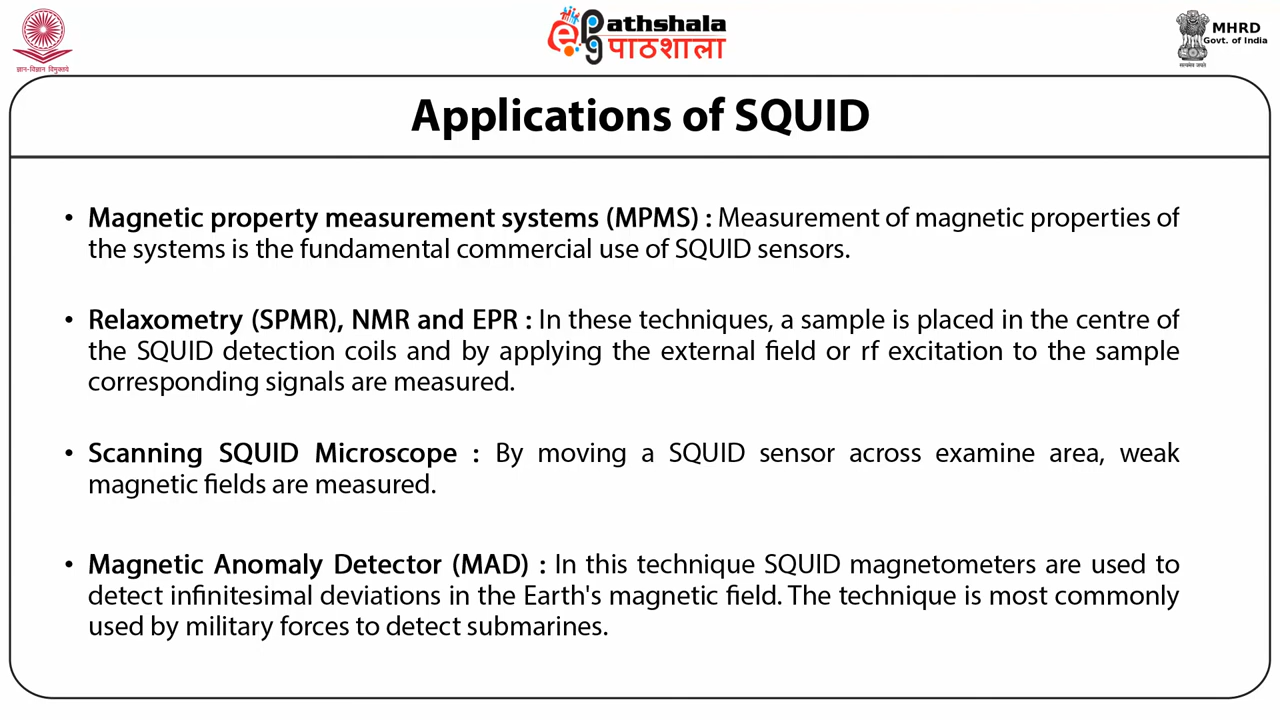 ज्ञान-विज्ञान विमुक्तये
ePathshala
पाठशाला
सत्यमेव जयते
MHRD
Govt. of India
Applications of SQUID
• Magnetic property measurement systems (MPMS) : Measurement of magnetic properties of
the systems is the fundamental commercial use of SQUID sensors.
• Relaxometry (SPMR), NMR and EPR : In these techniques, a sample is placed in the centre of
the SQUID detection coils and by applying the external field or rf excitation to the sample
corresponding signals are measured.
• Scanning SQUID Microscope : By moving a SQUID sensor across examine area, weak
magnetic fields are measured.
• Magnetic Anomaly Detector (MAD) : In this technique SQUID magnetometers are used to
detect infinitesimal deviations in the Earth's magnetic field. The technique is most commonly
used by military forces to detect submarines.